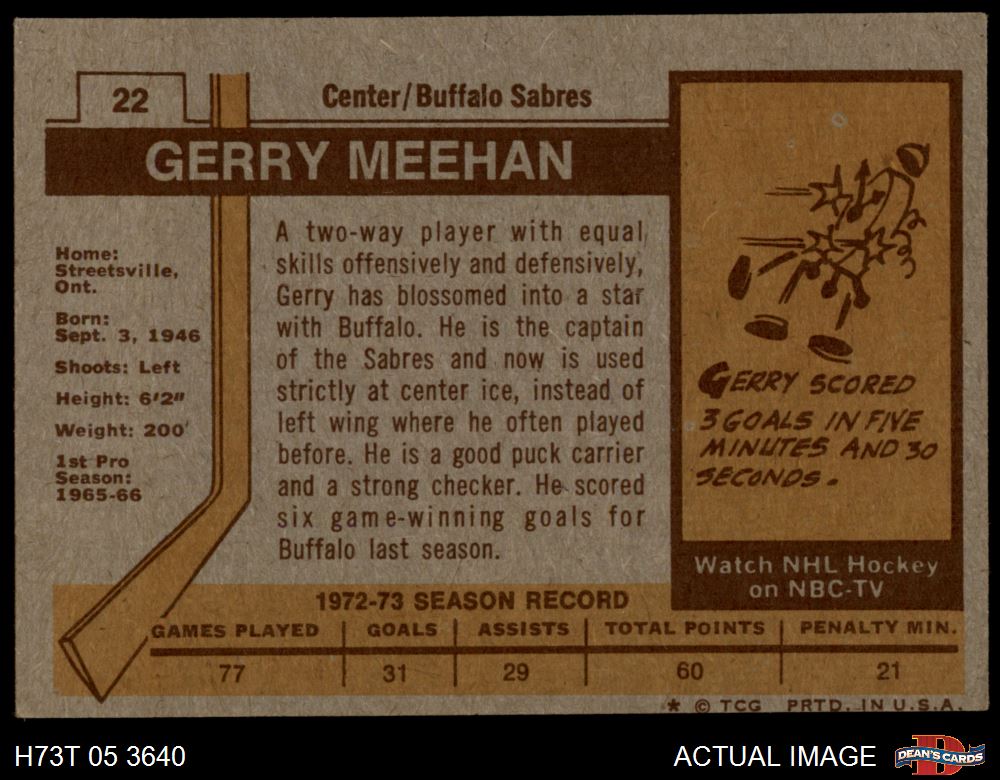 22
Center/Buffalo Sabres
GERRY MEEHAN
Home:
Streetsville,
Ont.
Born:
Sept. 3, 1946
Shoots: Left
Height: 6'2"
Weight: 200
1st Pro
Season:
1965-66
A two-way player with equal
skills offensively and defensively,
Gerry has blossomed into a star
with Buffalo. He is the captain
of the Sabres and now is used
strictly at center ice, instead of
left wing where he often played
before. He is a good puck carrier
and a strong checker. He scored
six game-winning goals for
Buffalo last season.
GERRY SCORED
3 GOALS IN FIVE
MINUTES AND 30
SECONDS.
Watch NHL Hockey
on NBC-TV
1972-73 SEASON RECORD
GAMES PLAYED GOALS ASSISTS TOTAL POINTS PENALTY MIN.
77 31 29 60 21
* © TCG PRTD. IN U.S.A.
H73T 05 3640
ACTUAL IMAGE
D
DEAN'S CARDS